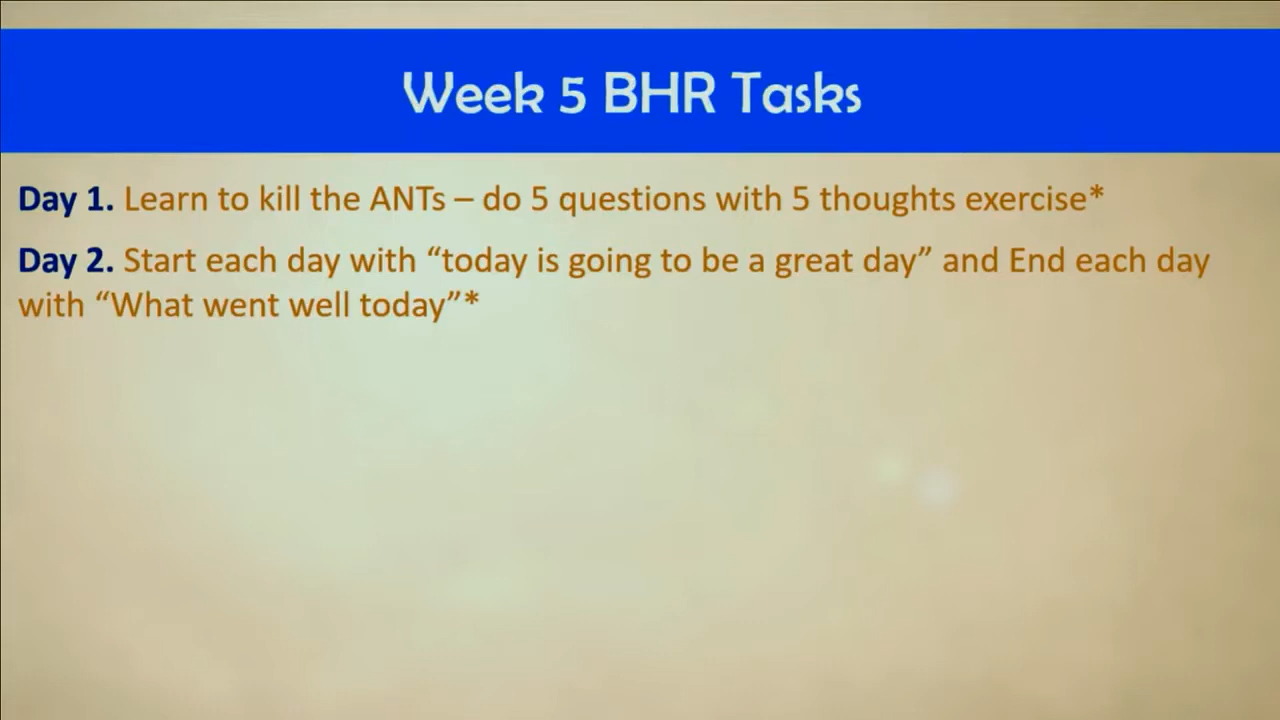 Week 5 BHR Tasks
Day 1. Learn to kill the ANTs – do 5 questions with 5 thoughts exercise*
Day 2. Start each day with “today is going to be a great day” and End each day
with “What went well today”*